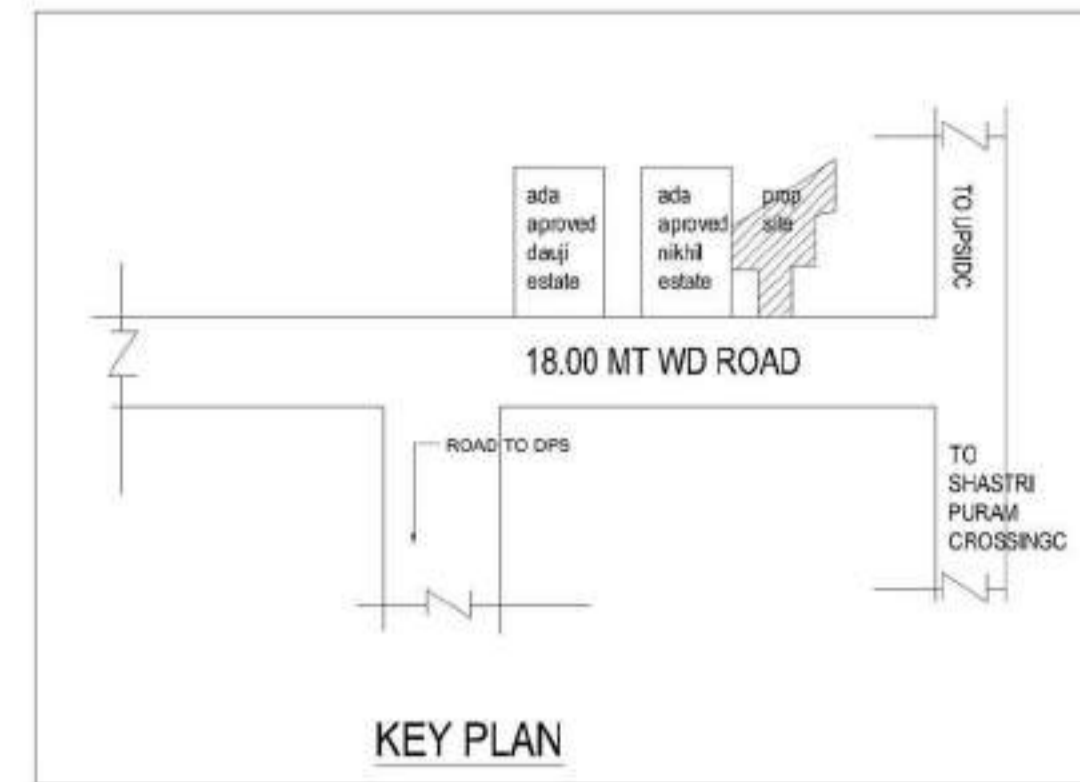 ada
aproved
dauji
estate
ada
aproved
nikhil
estate
prop
site
TO UPSIDC
18.00 MT WD ROAD
ROAD TO DPS
TO
SHASTRI
PURAM
CROSSINGC
KEY PLAN